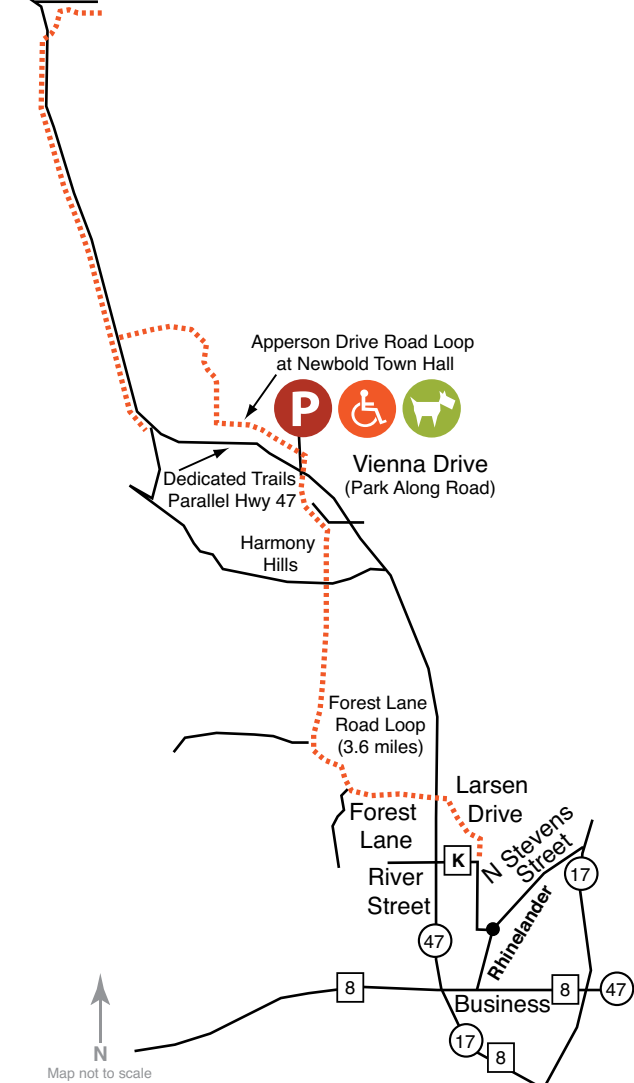 Apperson Drive Road Loop
at Newbold Town Hall
P
Vienna Drive
(Park Along Road)
Dedicated Trails
Parallel Hwy 47
Harmony
Hills
Forest Lane
Road Loop
(3.6 miles)
Larsen
Drive
Forest
Lane
N Stevens
Street
K
17
River
Street
Rhinelander
47
8
Business
8
47
17
8
N
Map not to scale